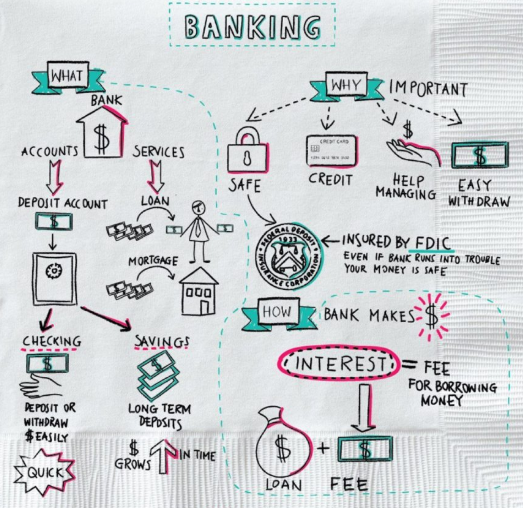 BANKING
WHAT
BANK
$
ACCOUNTS
SERVICES
DEPOSIT ACCOUNT
$
LOAN
$
$
MORTGAGE
CHECKING
$
DEPOSIT OR
WITHDRAW
$ EASILY
QUICK
SAVINGS
$
LONG TERM
DEPOSITS
$
GROWS
IN TIME
WHY
IMPORTANT
SAFE
CREDIT CARD
CREDIT
$
HELP
MANAGING
$
EASY
WITHDRAW
FEDERAL DEPOSIT
1933
INSURANCE CORPORATION
INSURED BY FDIC
EVEN IF BANK RUNS INTO TROUBLE
YOUR MONEY IS SAFE
HOW
BANK MAKES $
INTEREST = FEE
FOR BORROWING
MONEY
$ + $
LOAN
FEE